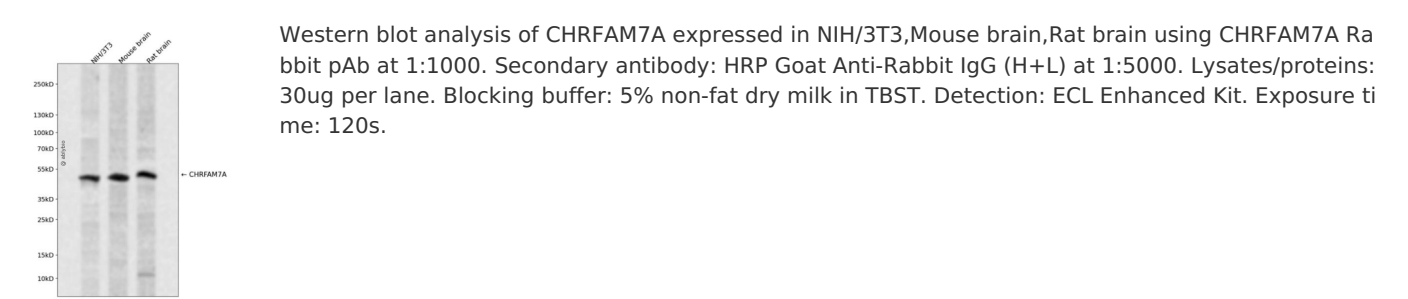 NIH/3T3
Mouse brain
Rat brain
250kD
130kD
100kD
70kD
55kD
35kD
25kD
15kD
10kD
@ ablybio
← CHRFAM7A
Western blot analysis of CHRFAM7A expressed in NIH/3T3,Mouse brain,Rat brain using CHRFAM7A Ra
bbit pAb at 1:1000. Secondary antibody: HRP Goat Anti-Rabbit IgG (H+L) at 1:5000. Lysates/proteins:
30ug per lane. Blocking buffer: 5% non-fat dry milk in TBST. Detection: ECL Enhanced Kit. Exposure ti
me: 120s.